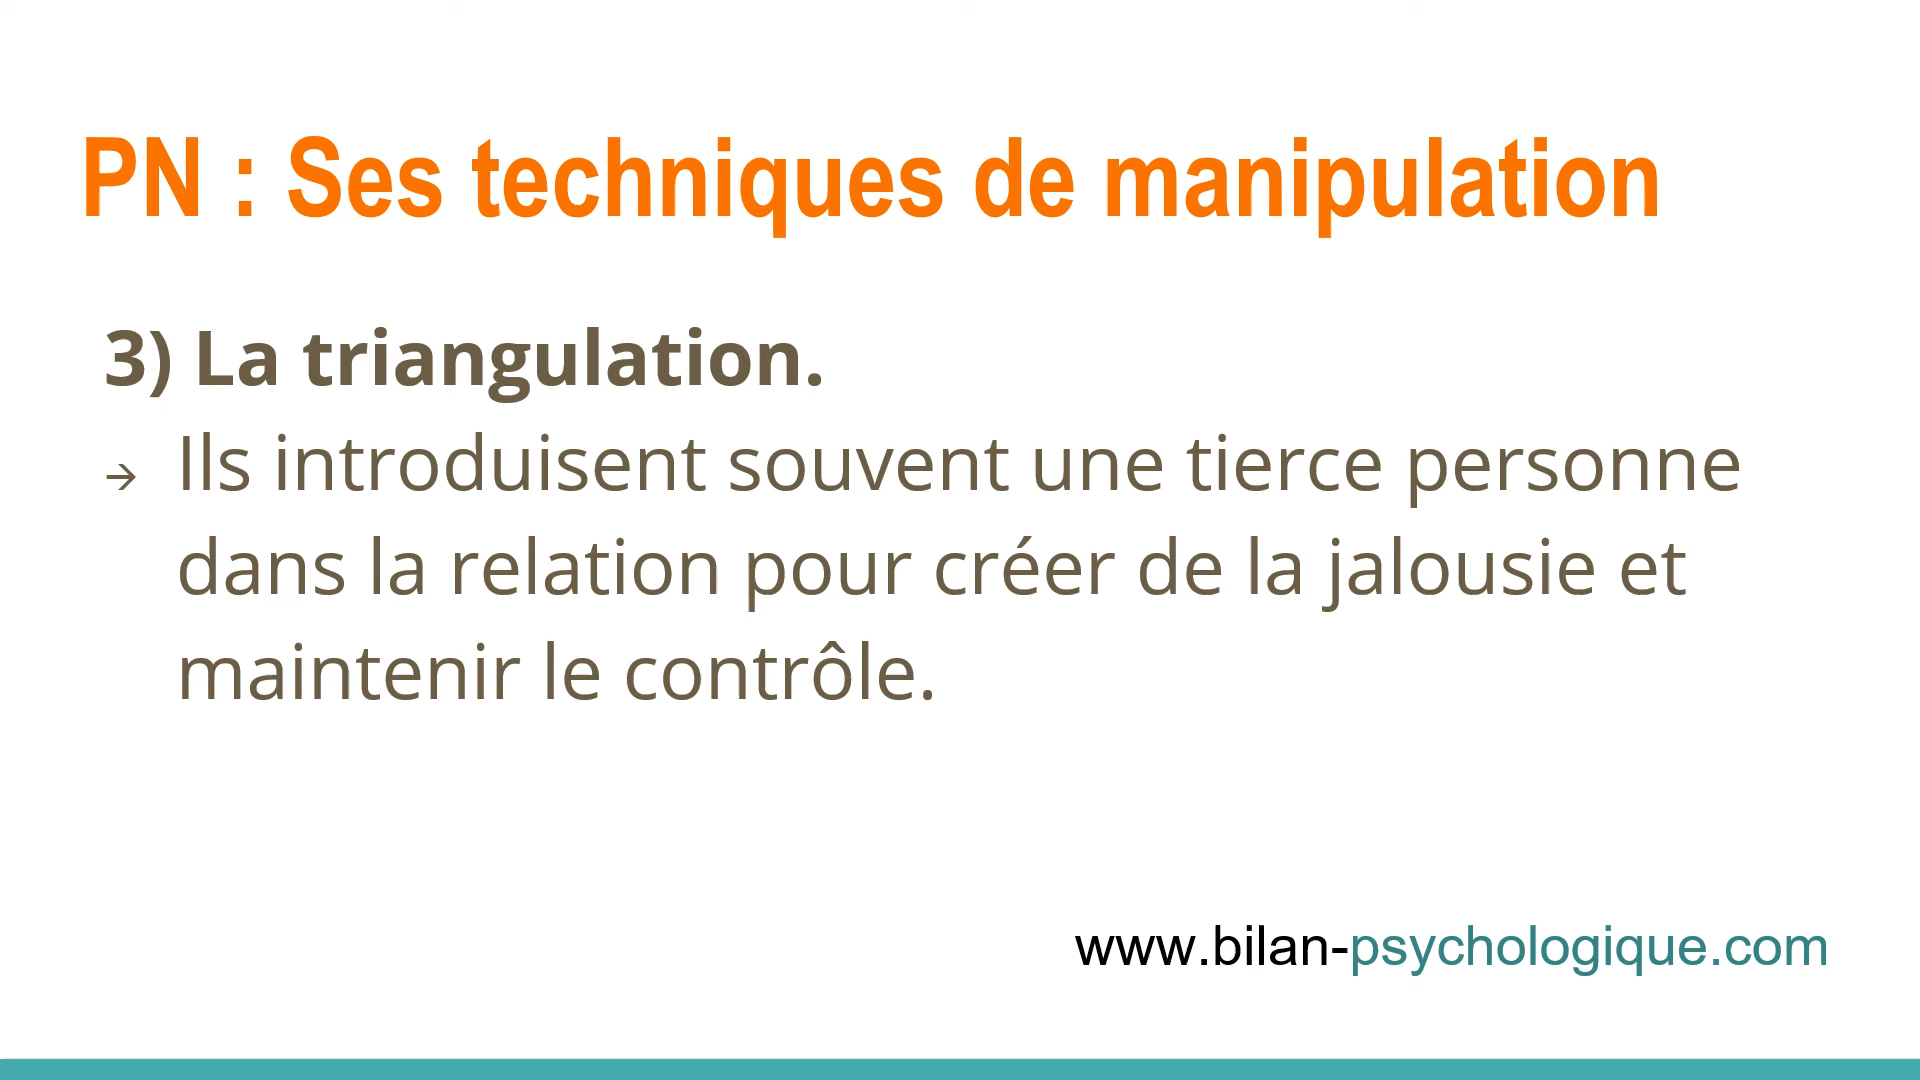 PN : Ses techniques de manipulation
3) La triangulation.
→ Ils introduisent souvent une tierce personne
dans la relation pour créer de la jalousie et
maintenir le contrôle.
www.bilan-psychologique.com